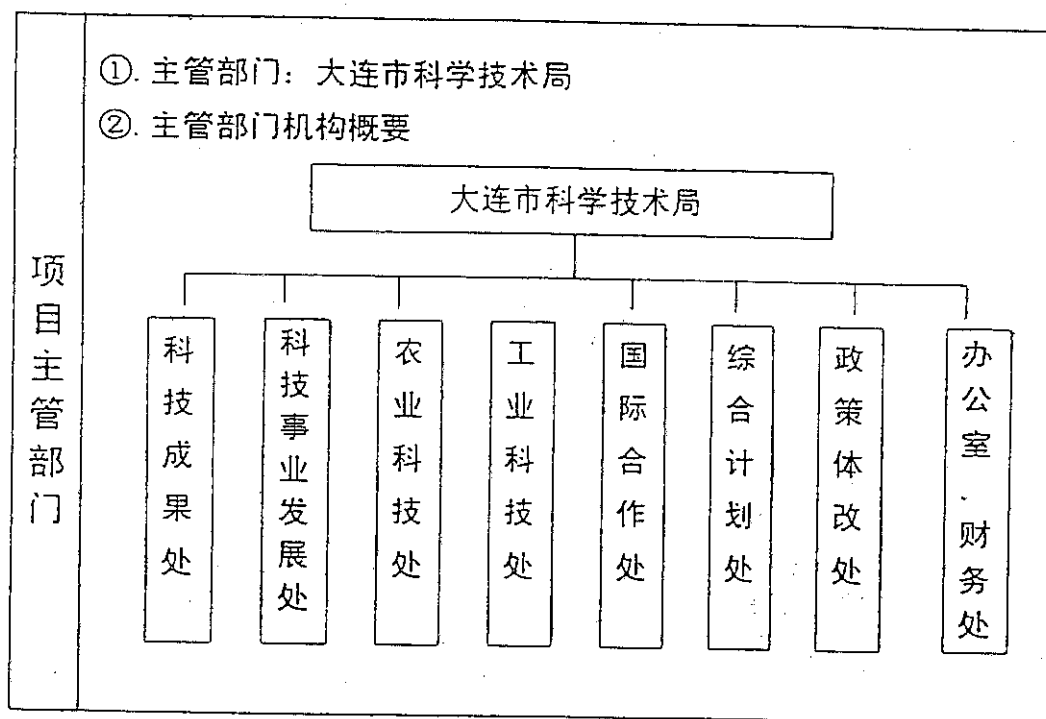 项目主管部门
①. 主管部门：大连市科学技术局
②. 主管部门机构概要
大连市科学技术局
科技成果处
科技事业发展处
农业科技处
工业科技处
国际合作处
综合计划处
政策体改处
办公室、财务处